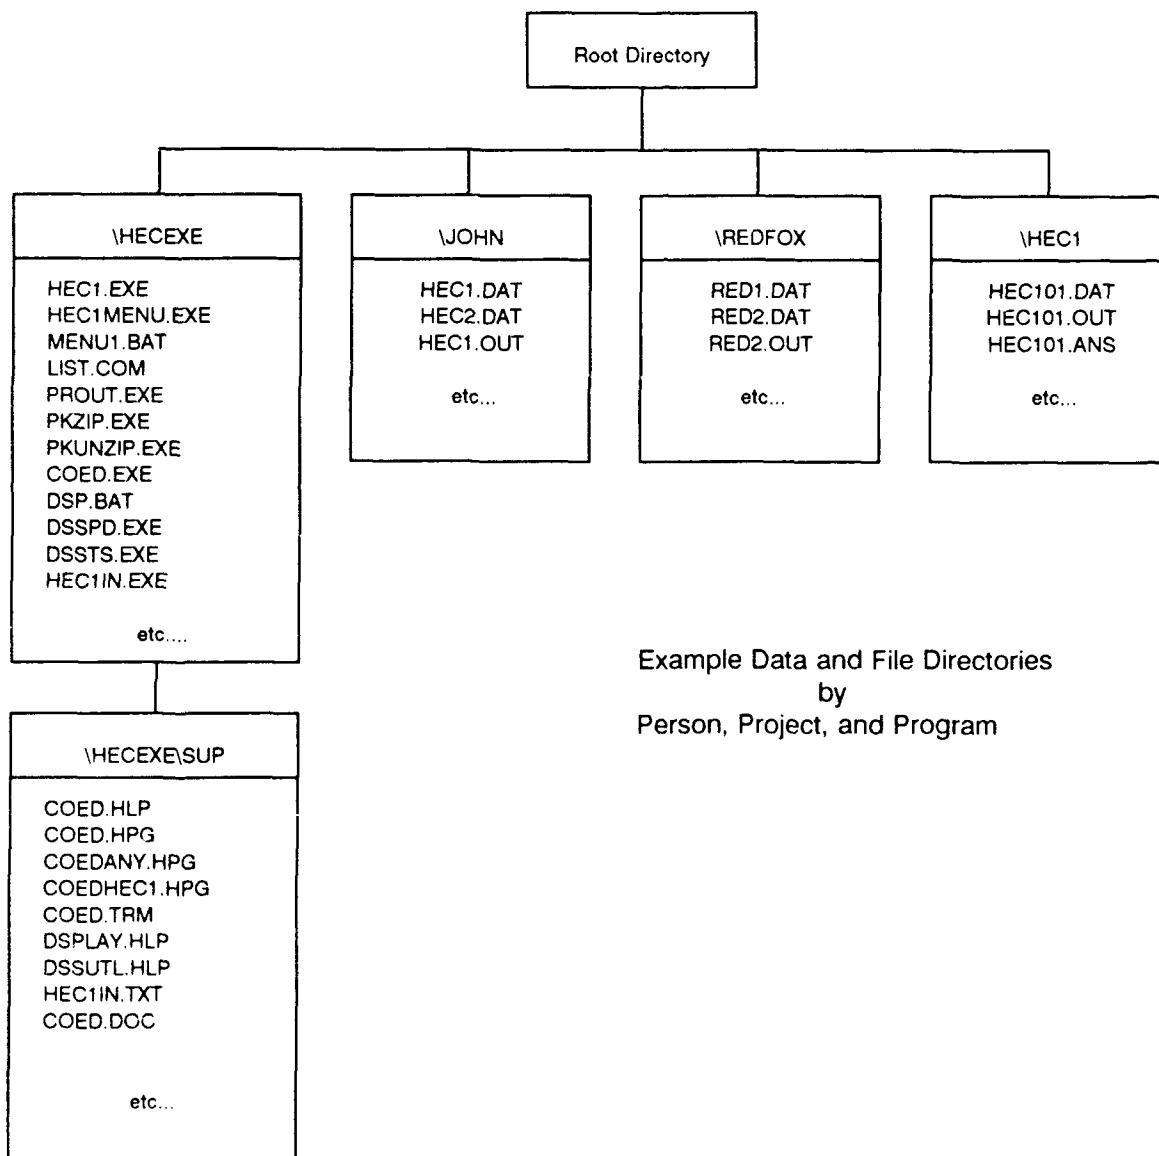 Root Directory
\HECEXE
HEC1.EXE
HEC1MENU.EXE
MENU1.BAT
LIST.COM
PROUT.EXE
PKZIP.EXE
PKUNZIP.EXE
COED.EXE
DSP.BAT
DSSPD.EXE
DSSTS.EXE
HEC1IN.EXE
etc....
\JOHN
HEC1.DAT
HEC2.DAT
HEC1.OUT
etc...
\REDFOX
RED1.DAT
RED2.DAT
RED2.OUT
etc...
\HEC1
HEC101.DAT
HEC101.OUT
HEC101.ANS
etc...
\HECEXE\SUP
COED.HLP
COED.HPG
COEDANY.HPG
COEDHEC1.HPG
COED.TRM
DSPLAY.HLP
DSSUTL.HLP
HEC1IN.TXT
COED.DOC
etc...
Example Data and File Directories
by
Person, Project, and Program